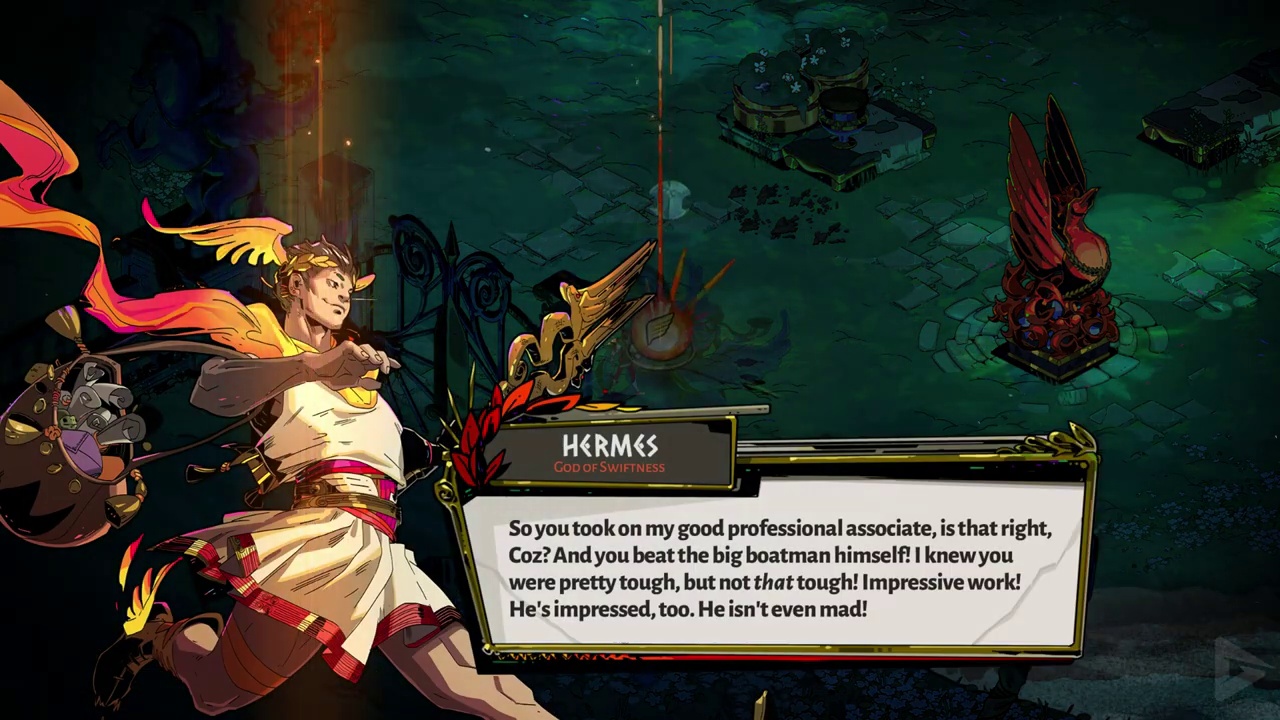 HERMES
GOD OF SWIFTNESS
So you took on my good professional associate, is that right,
Coz? And you beat the big boatman himself! I knew you
were pretty tough, but not that tough! Impressive work!
He's impressed, too. He isn't even mad!